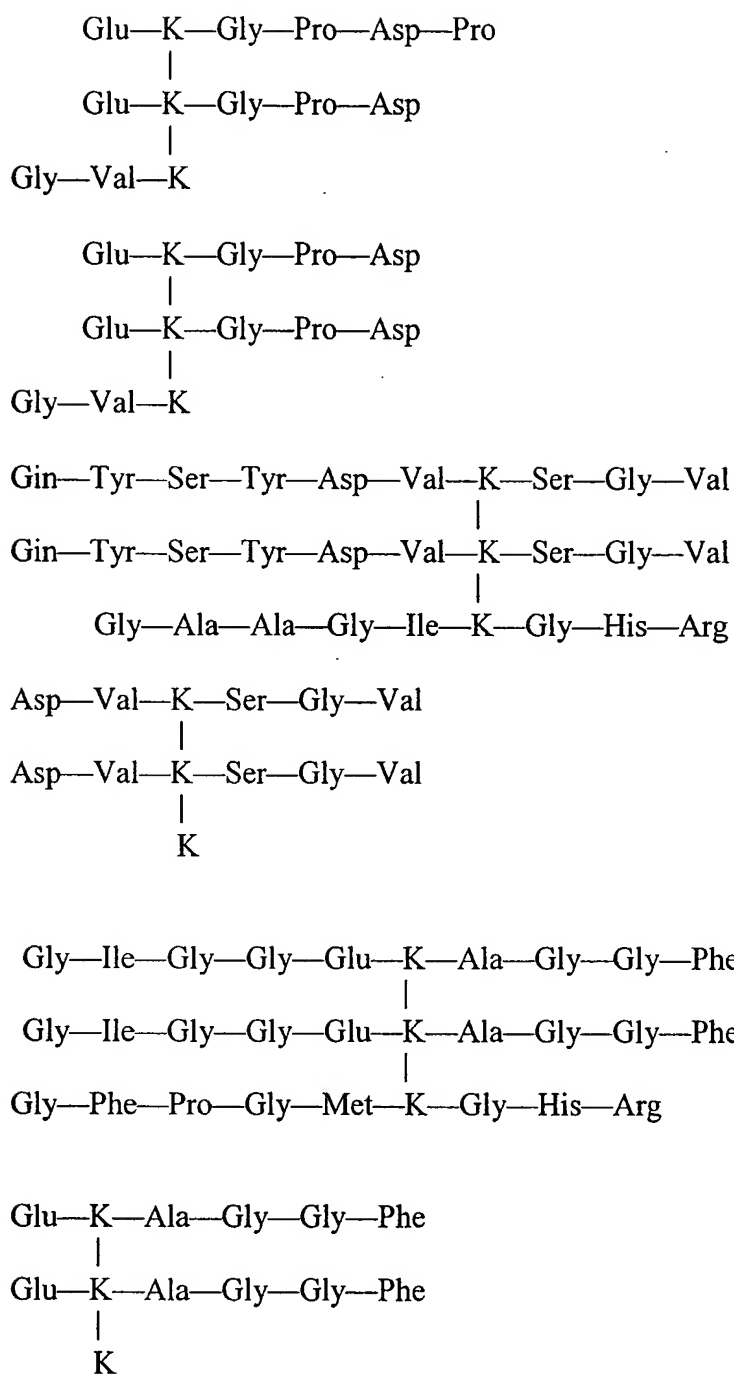 Glu—K—Gly—Pro—Asp—Pro
|
Glu—K—Gly—Pro—Asp
|
Gly—Val—K
Glu—K—Gly—Pro—Asp
|
Glu—K—Gly—Pro—Asp
|
Gly—Val—K
Gin—Tyr—Ser—Tyr—Asp—Val—K—Ser—Gly—Val
|
Gin—Tyr—Ser—Tyr—Asp—Val—K—Ser—Gly—Val
|
Gly—Ala—Ala—Gly—Ile—K—Gly—His—Arg
Asp—Val—K—Ser—Gly—Val
|
Asp—Val—K—Ser—Gly—Val
|
K
Gly—Ile—Gly—Gly—Glu—K—Ala—Gly—Gly—Phe
|
Gly—Ile—Gly—Gly—Glu—K—Ala—Gly—Gly—Phe
|
Gly—Phe—Pro—Gly—Met—K—Gly—His—Arg
Glu—K—Ala—Gly—Gly—Phe
|
Glu—K—Ala—Gly—Gly—Phe
|
K